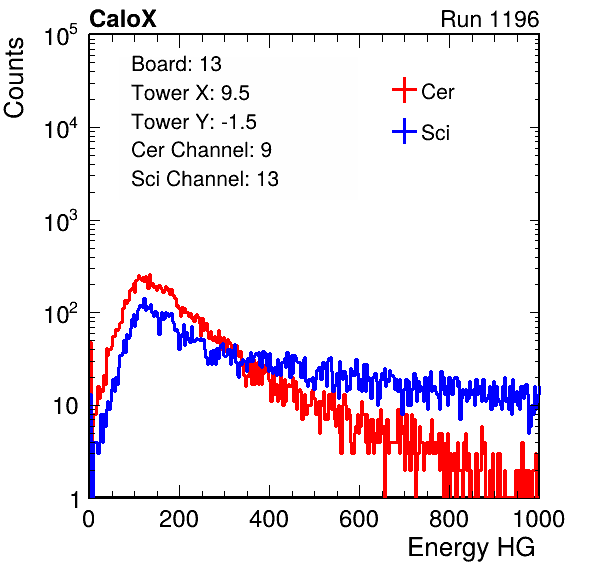 CaloX Run 1196
Counts
10^5
10^4
10^3
10^2
10
1
Board: 13
Tower X: 9.5
Tower Y: -1.5
Cer Channel: 9
Sci Channel: 13
Cer
Sci
0 200 400 600 800 1000
Energy HG